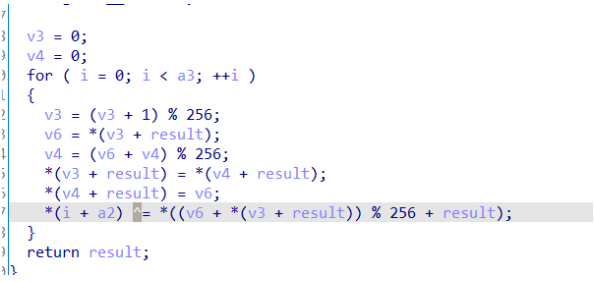 v3 = 0;
v4 = 0;
for ( i = 0; i < a3; ++i )
{
v3 = (v3 + 1) % 256;
v6 = *(v3 + result);
v4 = (v6 + v4) % 256;
*(v3 + result) = *(v4 + result);
*(v4 + result) = v6;
*(i + a2) ^= *((v6 + *(v3 + result)) % 256 + result);
}
return result;
}